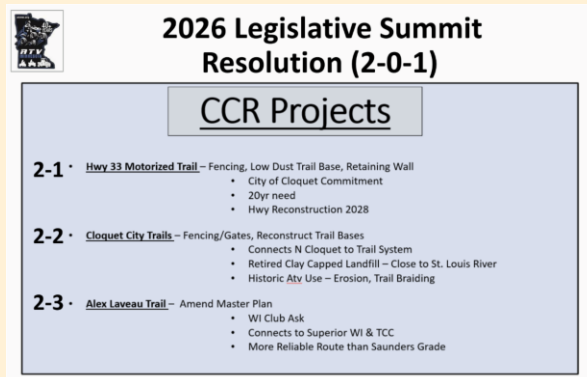 ATV
2026 Legislative Summit
Resolution (2-0-1)
CCR Projects
2-1 • Hwy 33 Motorized Trail – Fencing, Low Dust Trail Base, Retaining Wall
• City of Cloquet Commitment
• 20yr need
• Hwy Reconstruction 2028
2-2 • Cloquet City Trails – Fencing/Gates, Reconstruct Trail Bases
• Connects N Cloquet to Trail System
• Retired Clay Capped Landfill – Close to St. Louis River
• Historic Atv Use – Erosion, Trail Braiding
2-3 • Alex Laveau Trail – Amend Master Plan
• WI Club Ask
• Connects to Superior WI & TCC
• More Reliable Route than Saunders Grade